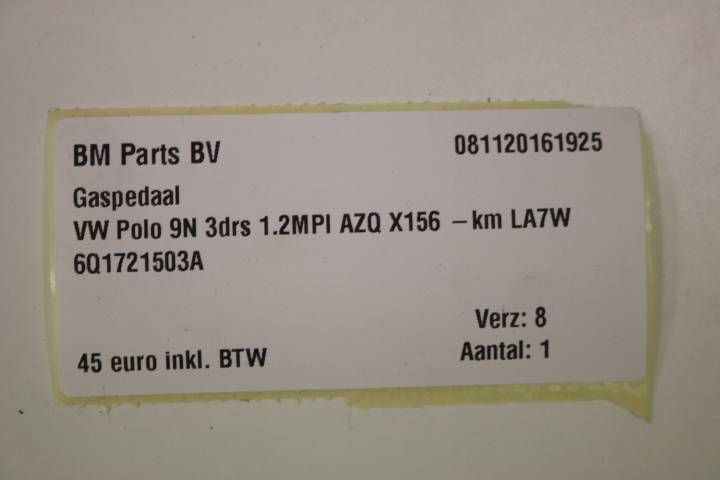 BM Parts BV 081120161925
Gaspedaal
VW Polo 9N 3drs 1.2MPI AZQ X156 – km LA7W
6Q1721503A
Verz: 8
45 euro inkl. BTW Aantal: 1